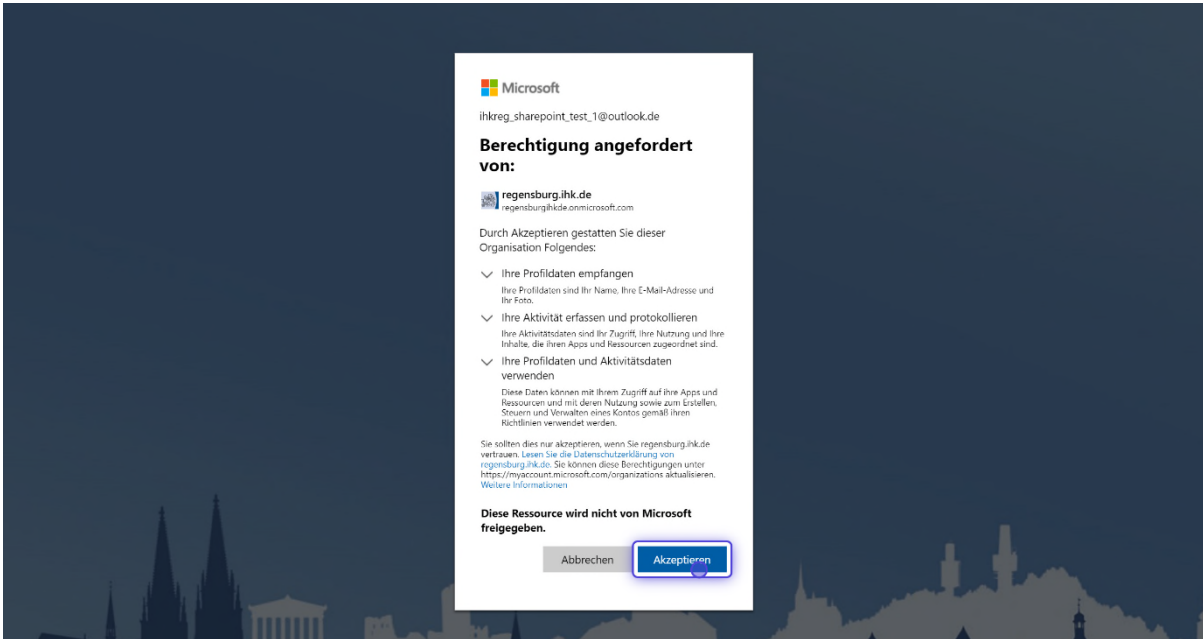 Microsoft
ihkreg_sharepoint_test_1@outlook.de
Berechtigung angefordert
von:
regensburg.ihk.de
regensburgihkde.onmicrosoft.com
Durch Akzeptieren gestatten Sie dieser
Organisation Folgendes:
Ihre Profildaten empfangen
Ihre Profildaten sind Ihr Name, Ihre E-Mail-Adresse und
Ihr Foto.
Ihre Aktivität erfassen und protokollieren
Ihre Aktivitätsdaten sind Ihr Zugriff, Ihre Nutzung und Ihre
Inhalte, die ihren Apps und Ressourcen zugeordnet sind.
Ihre Profildaten und Aktivitätsdaten
verwenden
Diese Daten können mit Ihrem Zugriff auf ihre Apps und
Ressourcen und mit deren Nutzung sowie zum Erstellen,
Steuern und Verwalten eines Kontos gemäß ihren
Richtlinien verwendet werden.
Sie sollten dies nur akzeptieren, wenn Sie regensburg.ihk.de
vertrauen. Lesen Sie die Datenschutzerklärung von
regensburg.ihk.de. Sie können diese Berechtigungen unter
https://myaccount.microsoft.com/organizations aktualisieren.
Weitere Informationen
Diese Ressource wird nicht von Microsoft
freigegeben.
Abbrechen
Akzeptieren